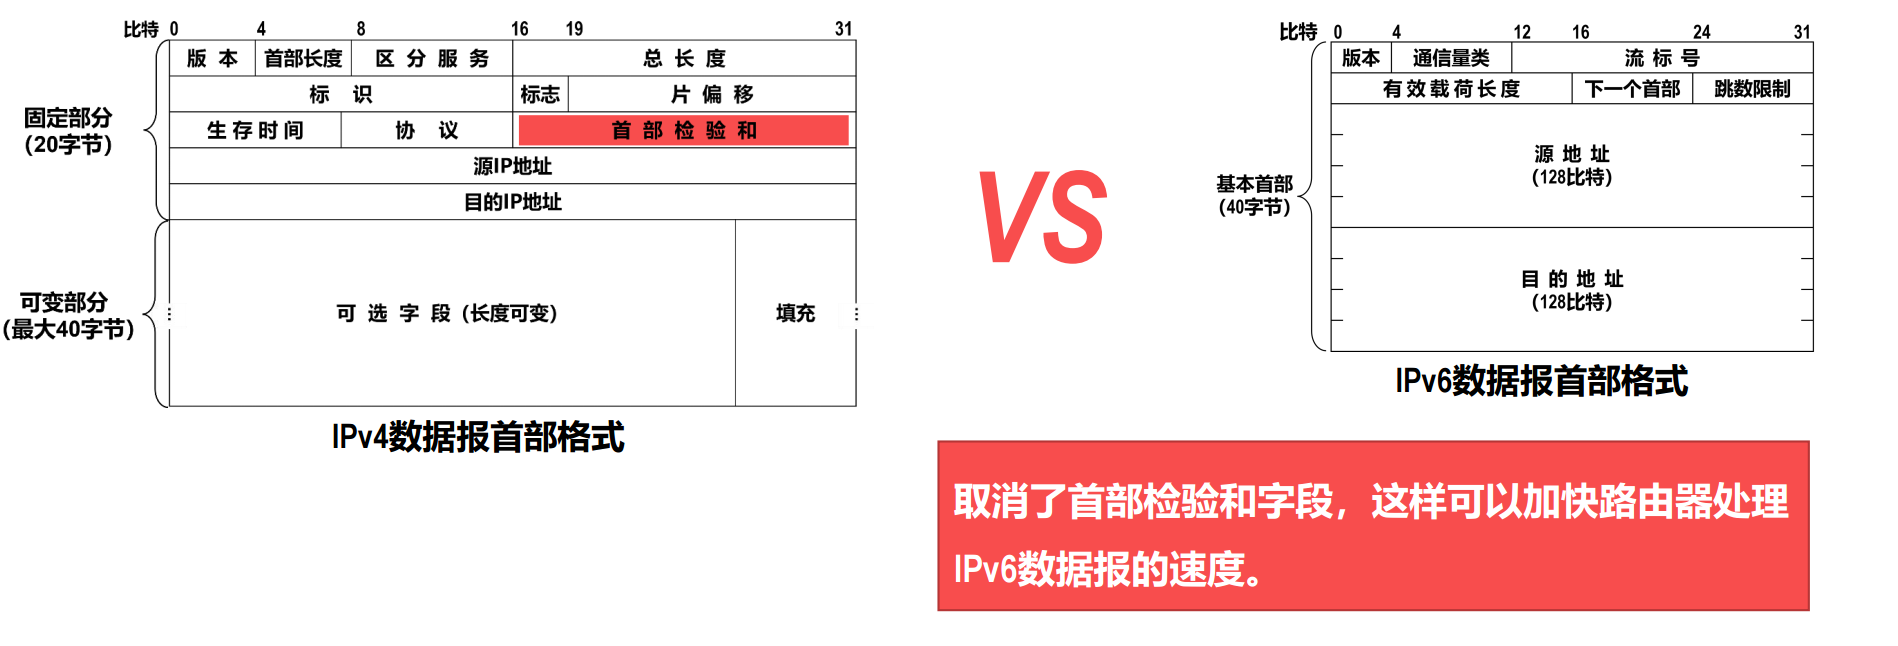 比特 0 4 8 16 19 31
版 本 首部长度 区 分 服 务 总 长 度
标 识 标志 片 偏 移
生存时间 协 议 首 部 检 验 和
源IP地址
目的IP地址
固定部分
(20字节)
可变部分
(最大40字节)
可 选 字 段 (长度可变) 填充
IPv4数据报首部格式
VS
比特 0 4 12 16 24 31
版本 通信量类 流 标 号
有效载荷长度 下一个首部 跳数限制
源 地 址
(128比特)
目 的 地 址
(128比特)
基本首部
(40字节)
IPv6数据报首部格式
取消了首部检验和字段，这样可以加快路由器处理
IPv6数据报的速度。